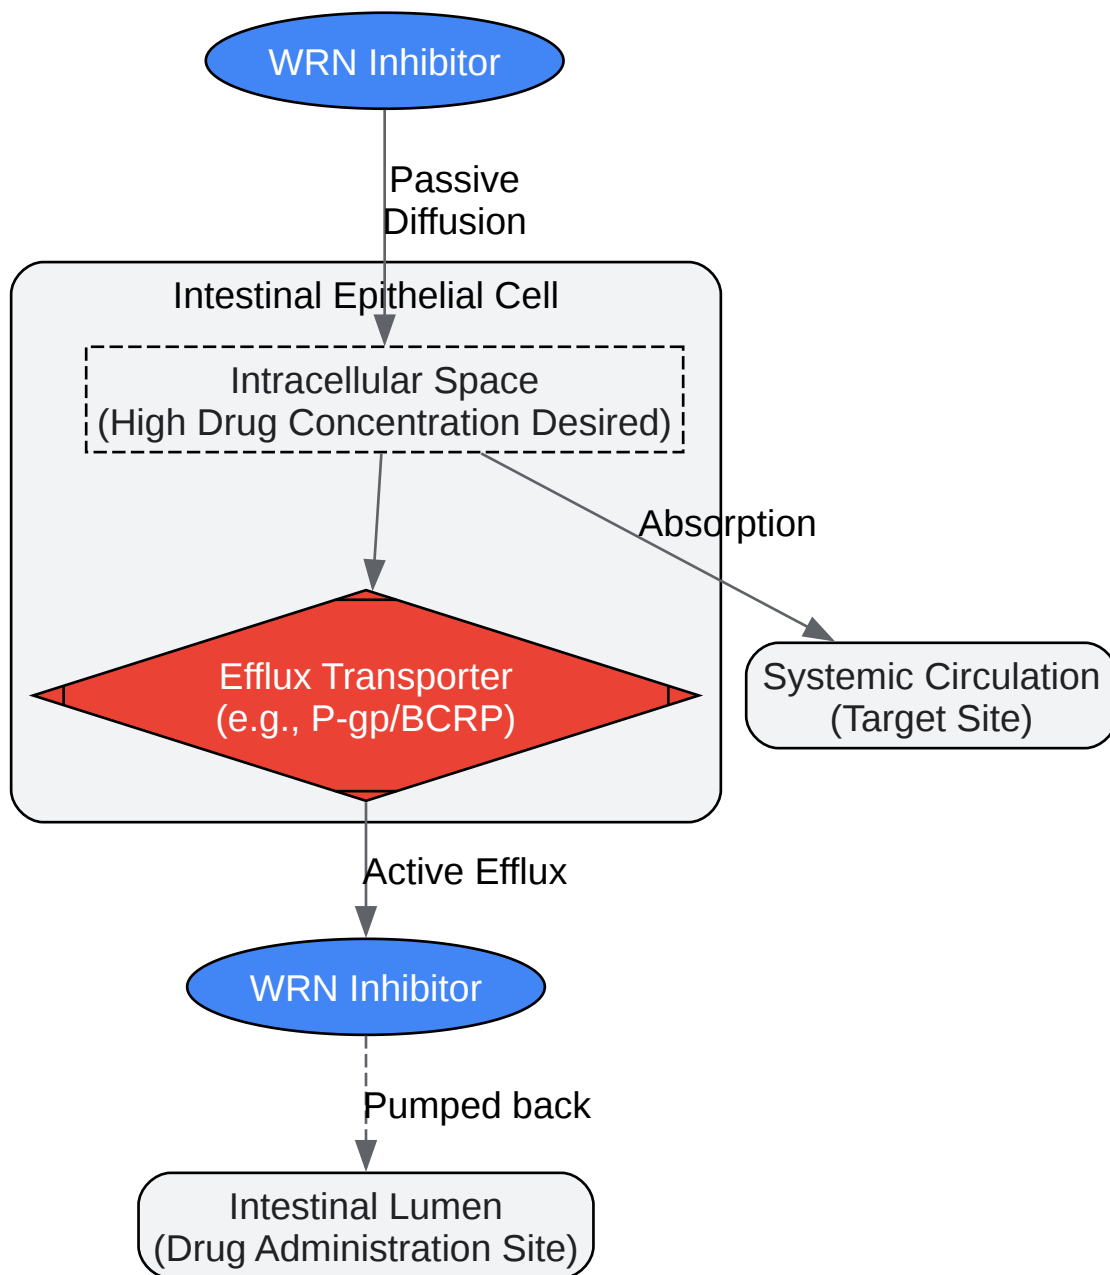 WRN Inhibitor
Passive
Diffusion
Intestinal Epithelial Cell
Intracellular Space
(High Drug Concentration Desired)
Absorption
Efflux Transporter
(e.g., P-gp/BCRP)
Systemic Circulation
(Target Site)
Active Efflux
WRN Inhibitor
Pumped back
Intestinal Lumen
(Drug Administration Site)